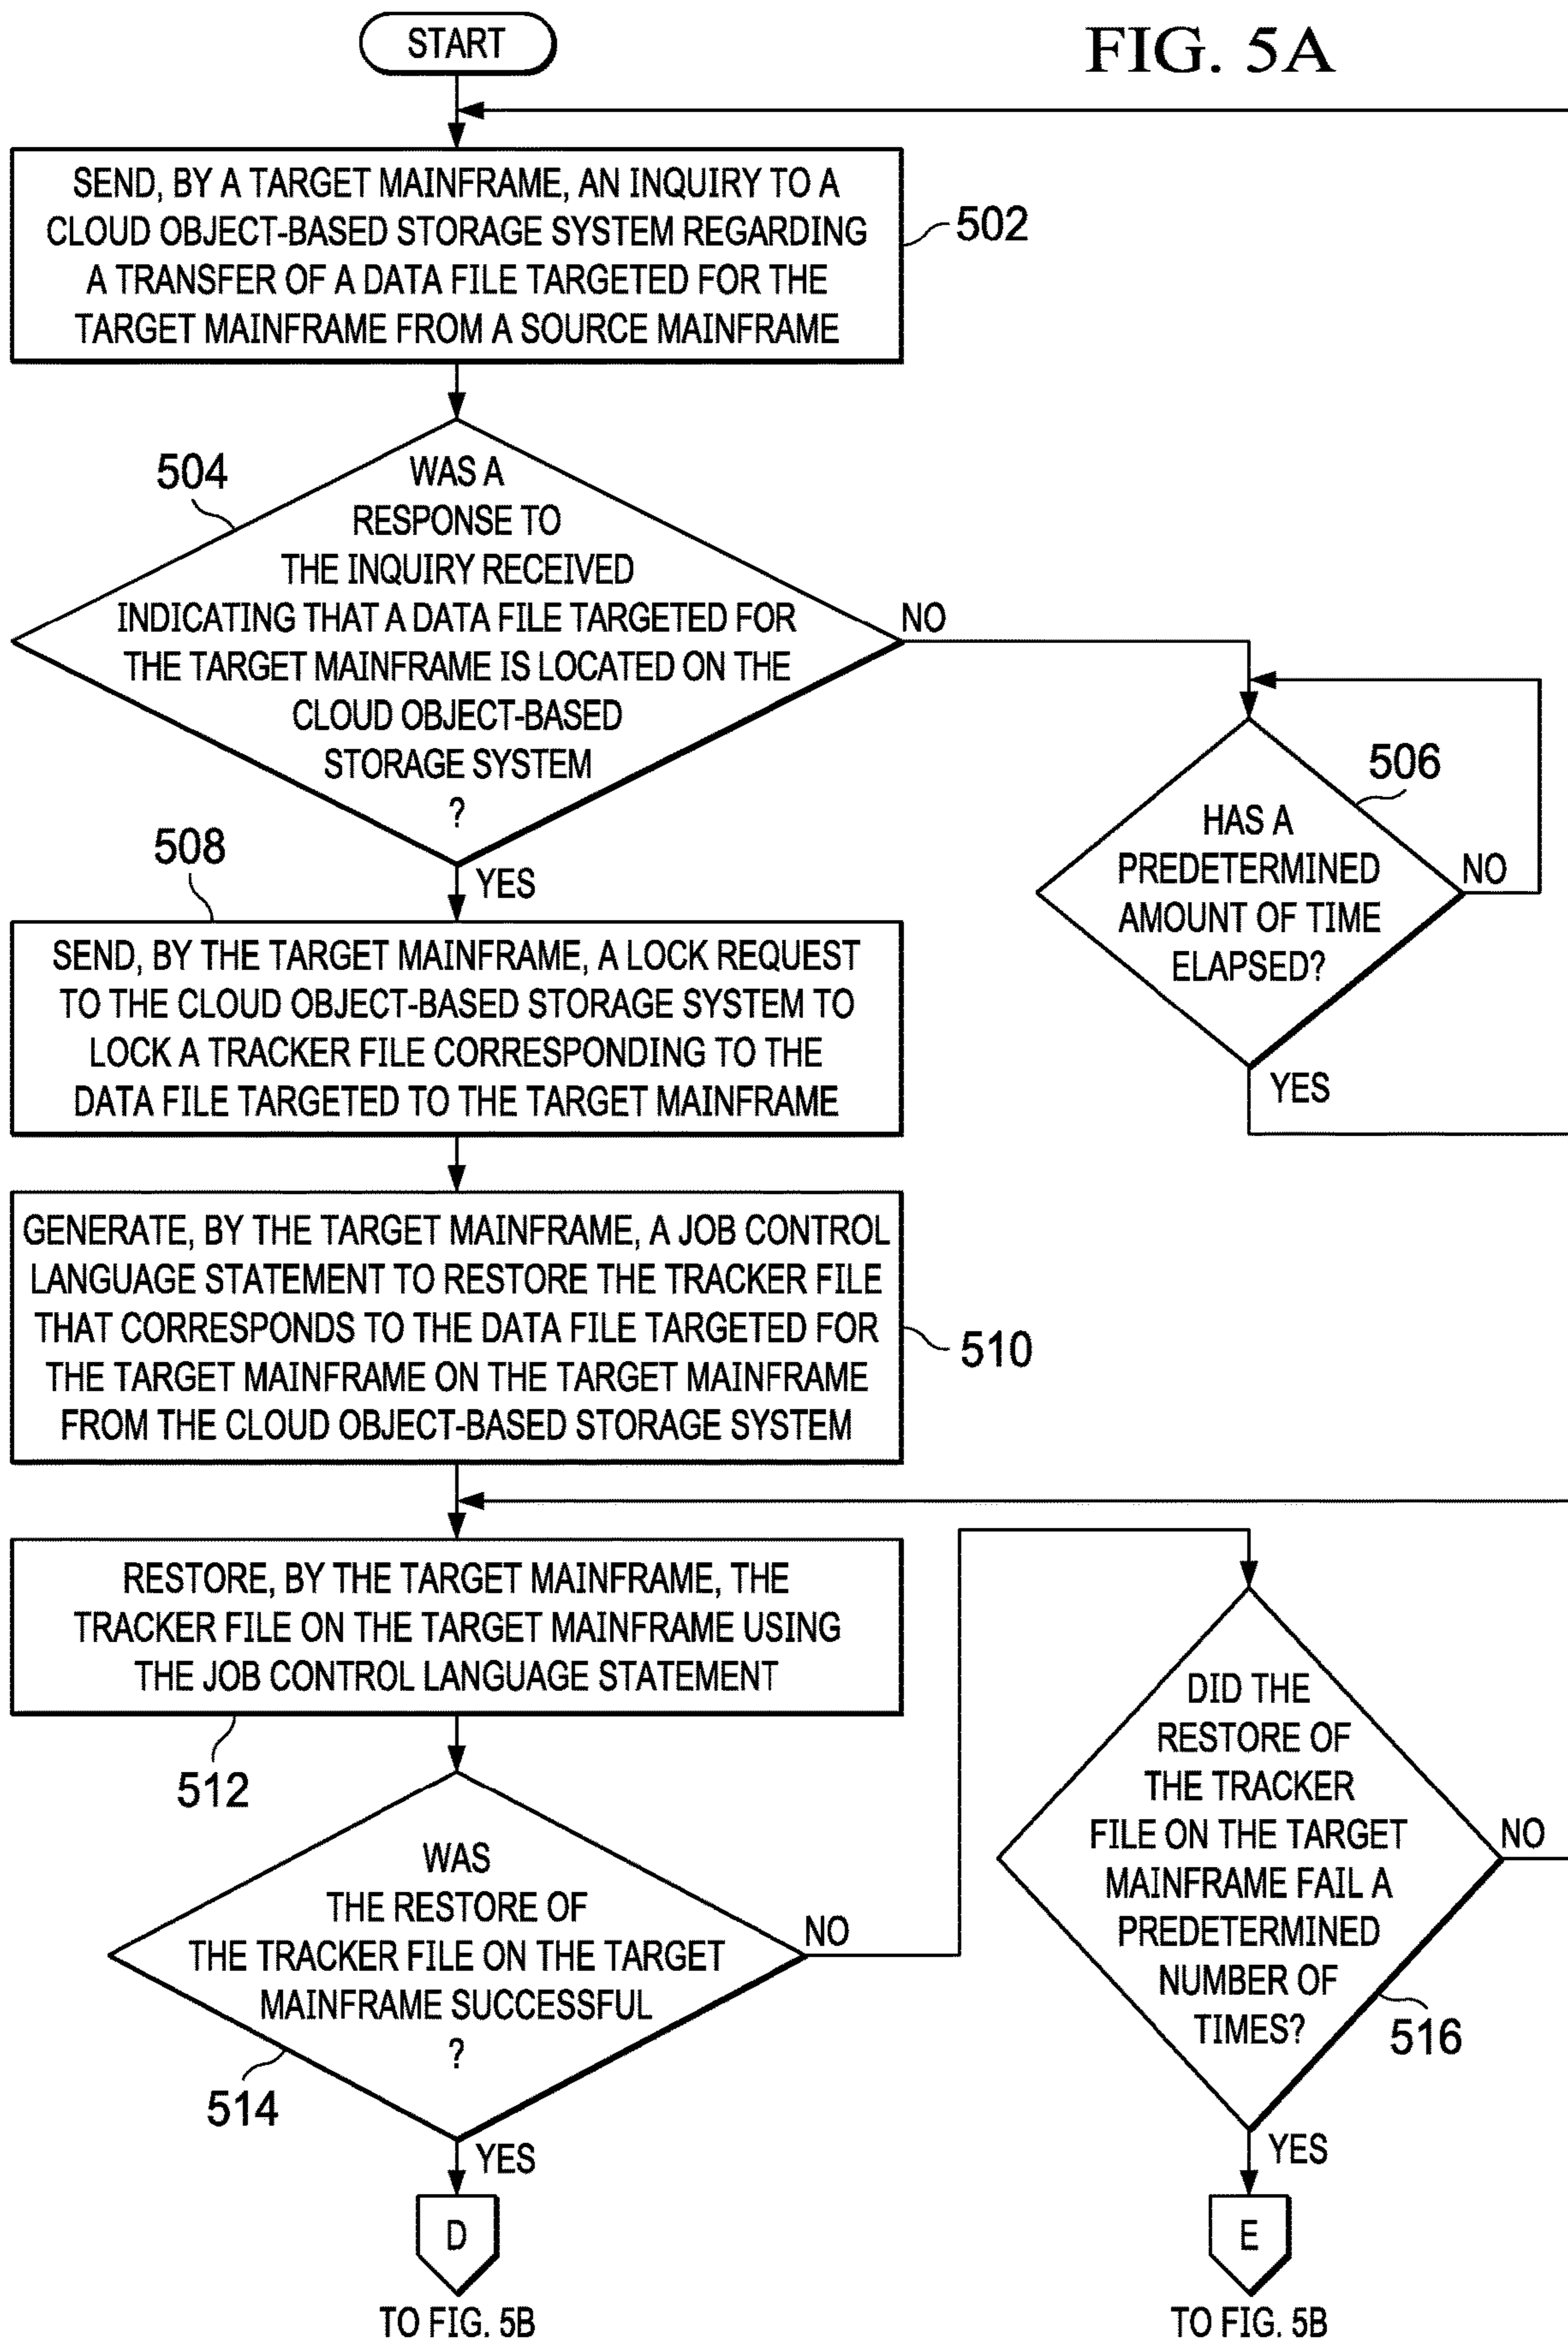 START
FIG. 5A
SEND, BY A TARGET MAINFRAME, AN INQUIRY TO A
CLOUD OBJECT-BASED STORAGE SYSTEM REGARDING
A TRANSFER OF A DATA FILE TARGETED FOR THE
TARGET MAINFRAME FROM A SOURCE MAINFRAME
502
504
WAS A
RESPONSE TO
THE INQUIRY RECEIVED
INDICATING THAT A DATA FILE TARGETED FOR
THE TARGET MAINFRAME IS LOCATED ON THE
CLOUD OBJECT-BASED
STORAGE SYSTEM
?
NO
YES
506
HAS A
PREDETERMINED
AMOUNT OF TIME
ELAPSED?
NO
YES
508
SEND, BY THE TARGET MAINFRAME, A LOCK REQUEST
TO THE CLOUD OBJECT-BASED STORAGE SYSTEM TO
LOCK A TRACKER FILE CORRESPONDING TO THE
DATA FILE TARGETED TO THE TARGET MAINFRAME
GENERATE, BY THE TARGET MAINFRAME, A JOB CONTROL
LANGUAGE STATEMENT TO RESTORE THE TRACKER FILE
THAT CORRESPONDS TO THE DATA FILE TARGETED FOR
THE TARGET MAINFRAME ON THE TARGET MAINFRAME
FROM THE CLOUD OBJECT-BASED STORAGE SYSTEM
510
RESTORE, BY THE TARGET MAINFRAME, THE
TRACKER FILE ON THE TARGET MAINFRAME USING
THE JOB CONTROL LANGUAGE STATEMENT
512
WAS
THE RESTORE OF
THE TRACKER FILE ON THE TARGET
MAINFRAME SUCCESSFUL
?
514
NO
YES
DID THE
RESTORE OF
THE TRACKER
FILE ON THE TARGET
MAINFRAME FAIL A
PREDETERMINED
NUMBER OF
TIMES?
516
NO
YES
D
TO FIG. 5B
E
TO FIG. 5B